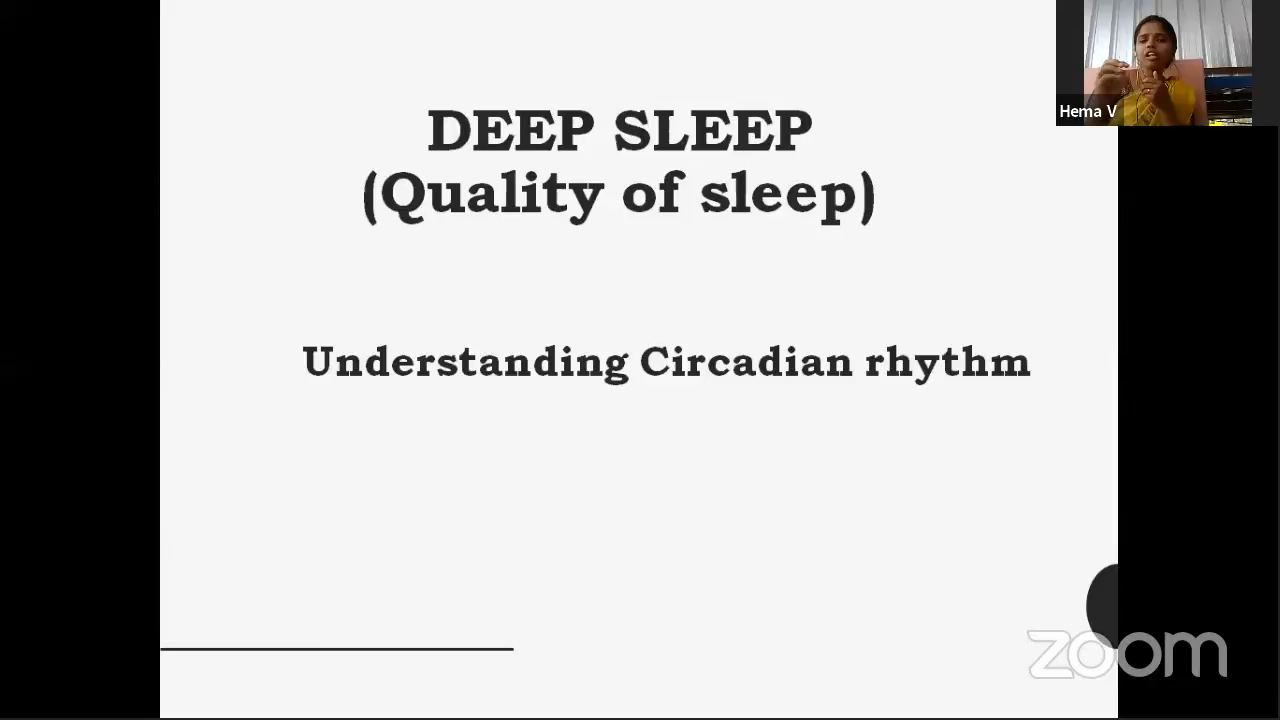 Hema V
DEEP SLEEP
(Quality of sleep)
Understanding Circadian rhythm
zoom